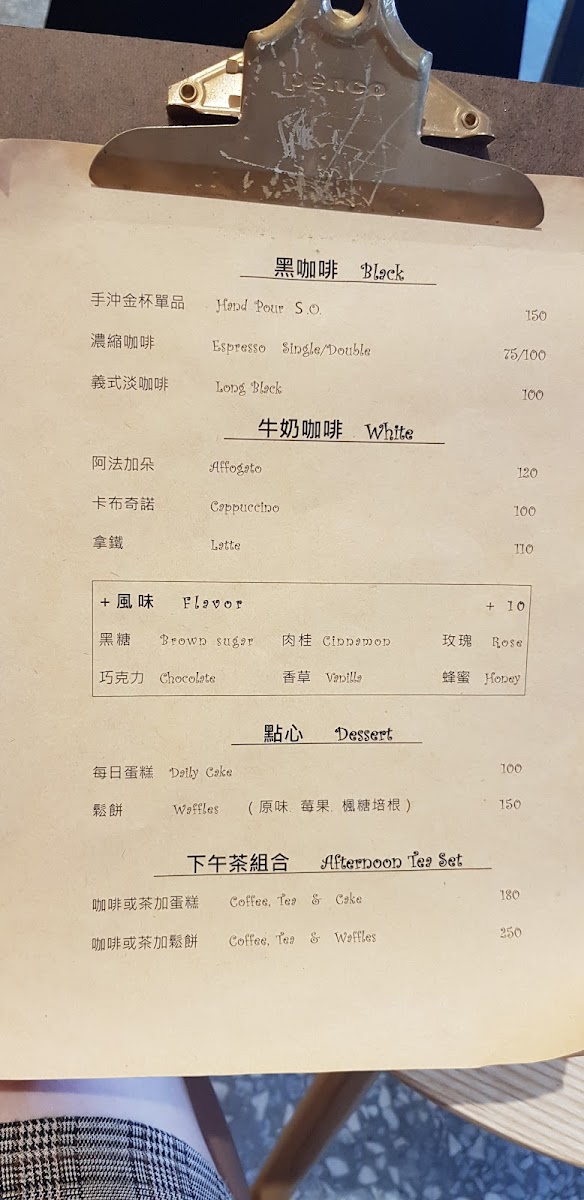 penco
黑咖啡 Black
手沖金杯單品 Hand Pour S.O. 150
濃縮咖啡 Espresso Single/Double 75/100
義式淡咖啡 Long Black 100
牛奶咖啡 White
阿法加朵 Affogato 120
卡布奇諾 Cappuccino 100
拿鐵 Latte 110
+風味 Flavor + 10
黑糖 Brown sugar 肉桂 Cinnamon 玫瑰 Rose
巧克力 Chocolate 香草 Vanilla 蜂蜜 Honey
點心 Dessert
每日蛋糕 Daily Cake 100
鬆餅 Waffles (原味. 莓果. 楓糖培根) 150
下午茶組合 Afternoon Tea Set
咖啡或茶加蛋糕 Coffee, Tea & Cake 180
咖啡或茶加鬆餅 Coffee, Tea & Waffles 250